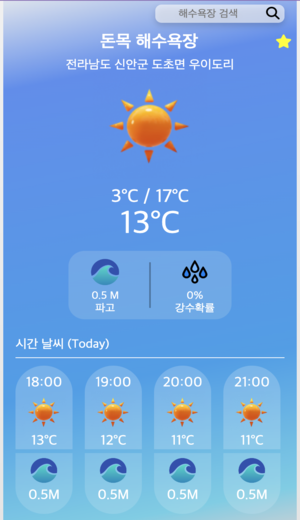 해수욕장 검색
돈목 해수욕장
전라남도 신안군 도초면 우이도리
3°C / 17°C
13°C
0.5 M
파고
0%
강수확률
시간 날씨 (Today)
18:00 19:00 20:00 21:00
13°C 12°C 11°C 11°C
0.5M 0.5M 0.5M 0.5M